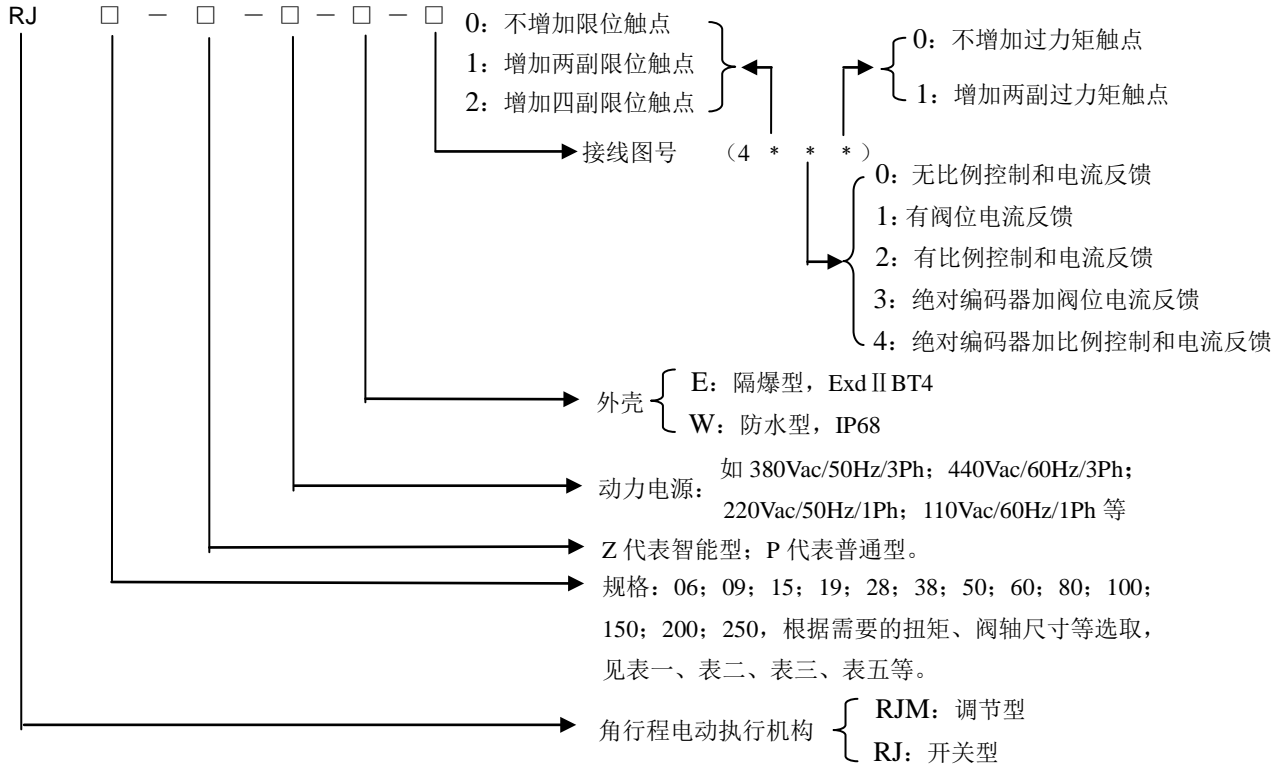 RJ □ － □ － □ － □ － □
0：不增加限位触点
1：增加两副限位触点
2：增加四副限位触点
0：不增加过力矩触点
1：增加两副过力矩触点
接线图号 （4 * * *）
0：无比例控制和电流反馈
1：有阀位电流反馈
2：有比例控制和电流反馈
3：绝对编码器加阀位电流反馈
4：绝对编码器加比例控制和电流反馈
外壳
E：隔爆型，ExdⅡBT4
W：防水型，IP68
动力电源：
如 380Vac/50Hz/3Ph；440Vac/60Hz/3Ph；
220Vac/50Hz/1Ph；110Vac/60Hz/1Ph 等
Z 代表智能型；P 代表普通型。
规格：06；09；15；19；28；38；50；60；80；100；
150；200；250，根据需要的扭矩、阀轴尺寸等选取，
见表一、表二、表三、表五等。
角行程电动执行机构
RJM：调节型
RJ：开关型